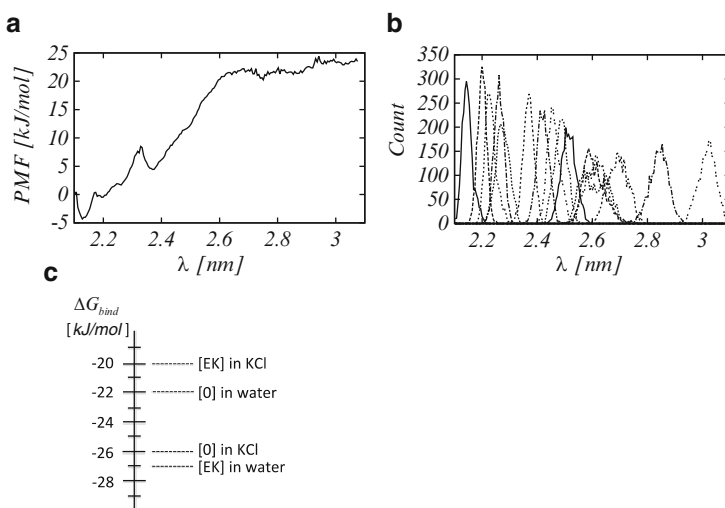 a
PMF [kJ/mol]
25
20
15
10
5
0
-5
2.2
2.4
2.6
2.8
3
λ [nm]
b
Count
350
300
250
200
150
100
50
0
2.2
2.4
2.6
2.8
3
λ [nm]
c
ΔG_bind
[kJ/mol]
-20
-22
-24
-26
-28
[EK] in KCl
[0] in water
[0] in KCl
[EK] in water